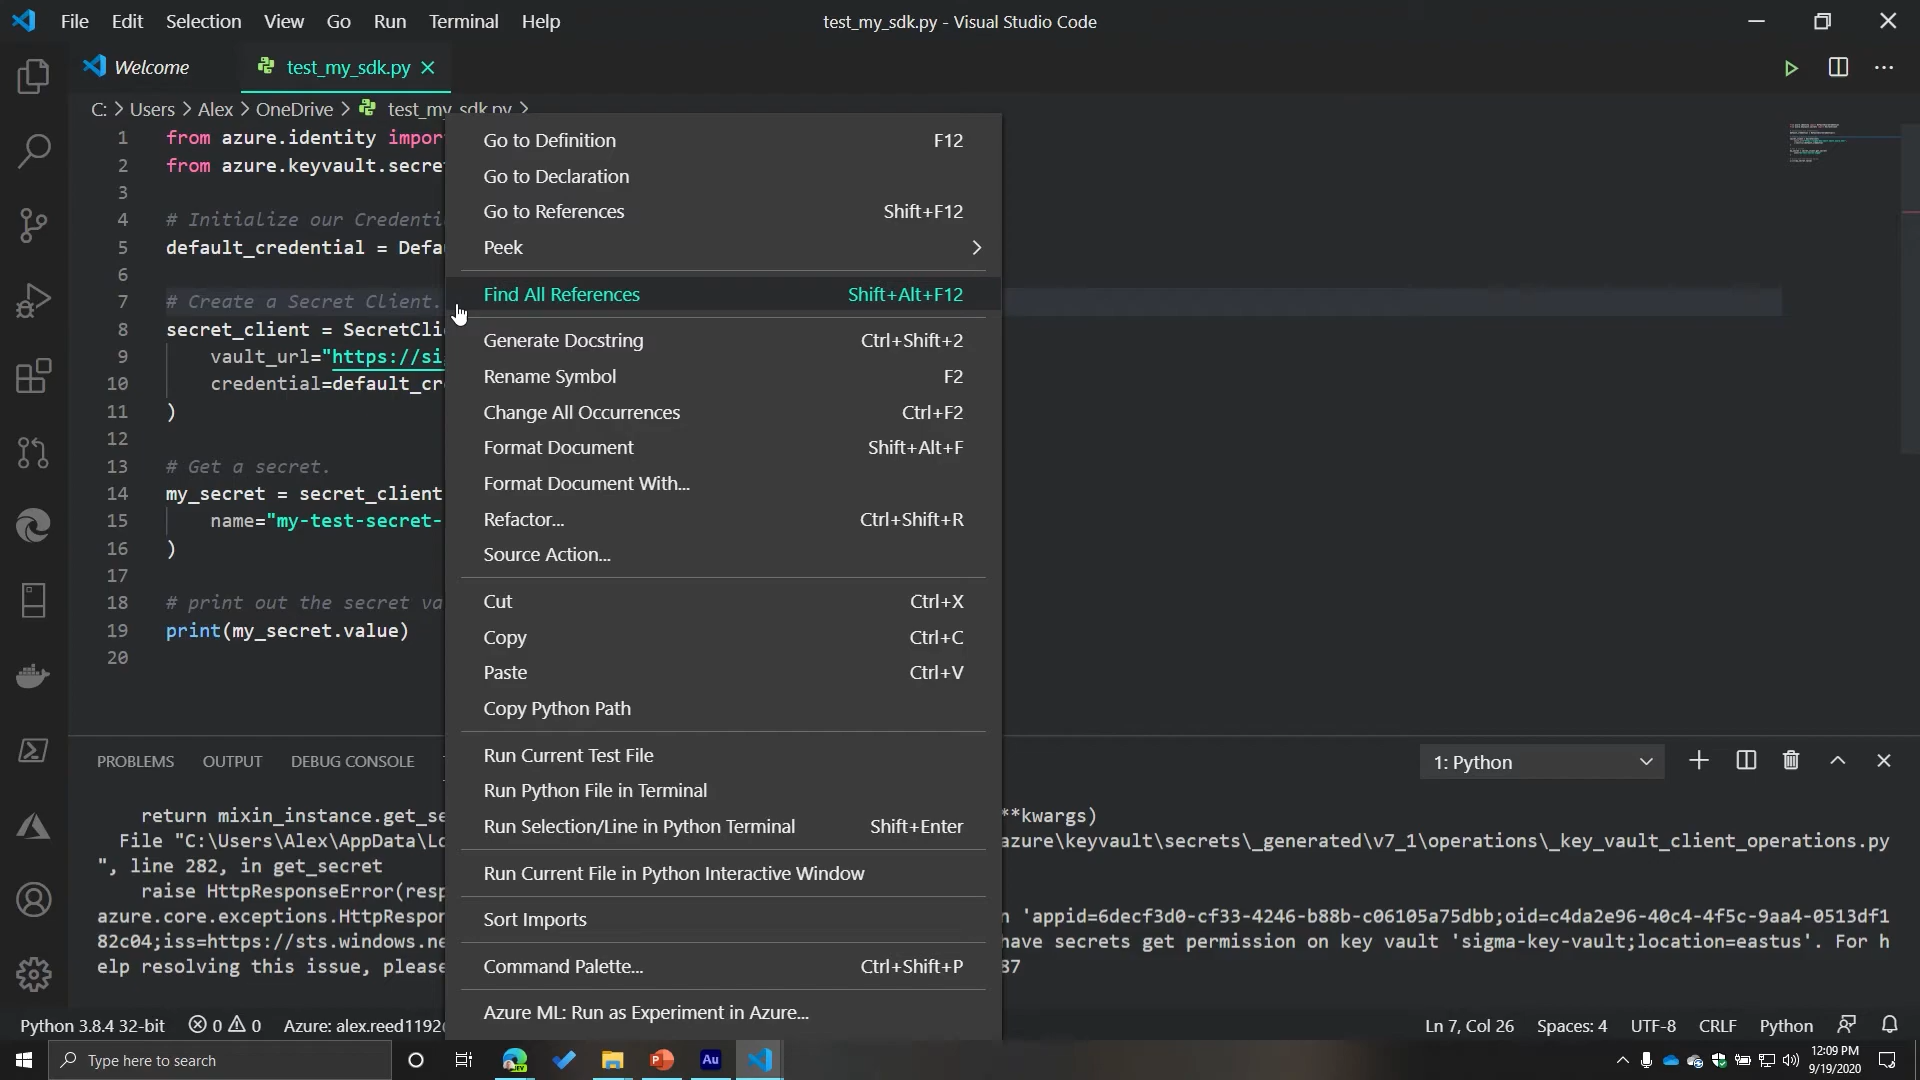 File Edit Selection View Go Run Terminal Help
test_my_sdk.py - Visual Studio Code
Welcome
test_my_sdk.py
C: > Users > Alex > OneDrive > test_my_sdk.py >
1 from azure.identity impor
2 from azure.keyvault.secre
3
4 # Initialize our Credenti
5 default_credential = Defa
6
7 # Create a Secret Client.
8 secret_client = SecretCli
9 vault_url="https://si
10 credential=default_cr
11 )
12
13 # Get a secret.
14 my_secret = secret_client
15 name="my-test-secret-
16 )
17
18 # print out the secret va
19 print(my_secret.value)
20
Go to Definition F12
Go to Declaration
Go to References Shift+F12
Peek
Find All References Shift+Alt+F12
Generate Docstring Ctrl+Shift+2
Rename Symbol F2
Change All Occurrences Ctrl+F2
Format Document Shift+Alt+F
Format Document With...
Refactor... Ctrl+Shift+R
Source Action...
Cut Ctrl+X
Copy Ctrl+C
Paste Ctrl+V
Copy Python Path
Run Current Test File
Run Python File in Terminal
Run Selection/Line in Python Terminal Shift+Enter
Run Current File in Python Interactive Window
Sort Imports
Command Palette... Ctrl+Shift+P
Azure ML: Run as Experiment in Azure...
PROBLEMS OUTPUT DEBUG CONSOLE
1: Python
return mixin_instance.get_se **kwargs)
File "C:\Users\Alex\AppData\Lo azure\keyvault\secrets\_generated\v7_1\operations\_key_vault_client_operations.py
", line 282, in get_secret
raise HttpResponseError(resp
azure.core.exceptions.HttpRespon n 'appid=6decf3d0-cf33-4246-b88b-c06105a75dbb;oid=c4da2e96-40c4-4f5c-9aa4-0513df1
82c04;iss=https://sts.windows.ne have secrets get permission on key vault 'sigma-key-vault;location=eastus'. For h
elp resolving this issue, please 87
Python 3.8.4 32-bit 0 0 Azure: alex.reed1192
Ln 7, Col 26 Spaces: 4 UTF-8 CRLF Python
Type here to search
Au
12:09 PM
9/19/2020